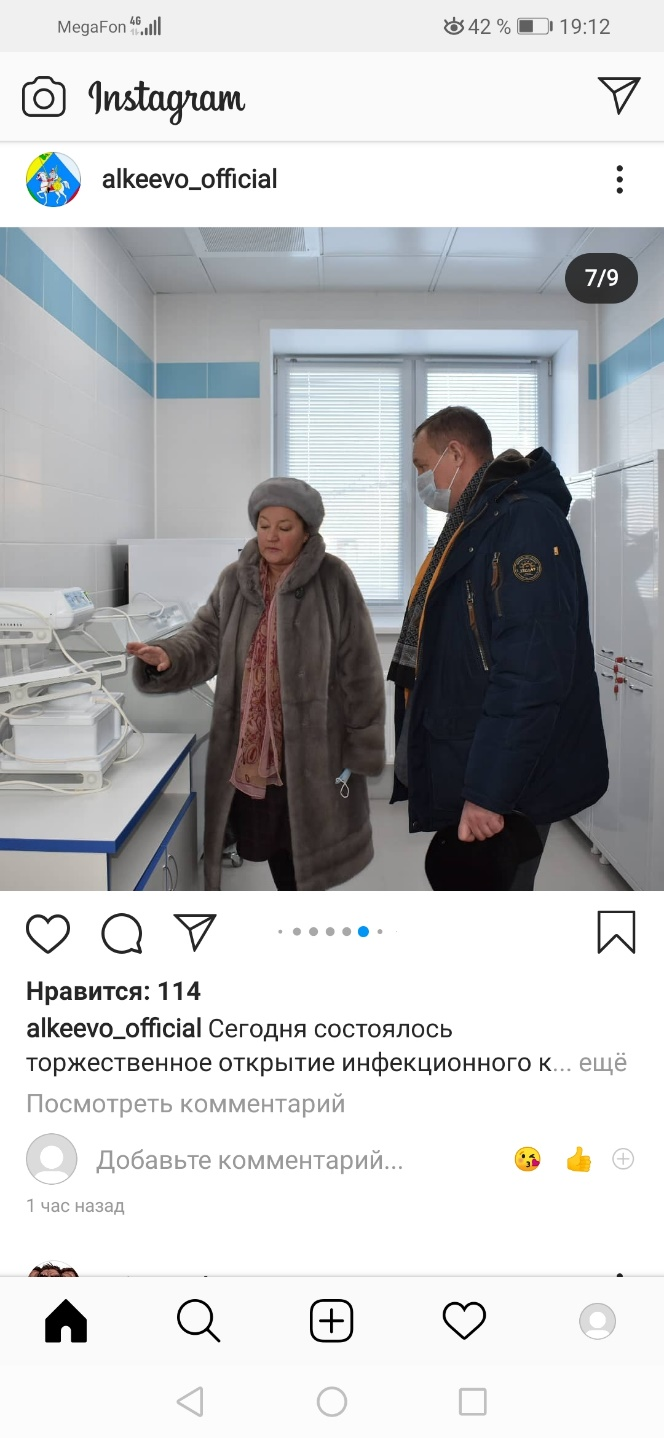 MegaFon 4G 42 % 19:12
Instagram
alkeevo_official
7/9
Нравится: 114
alkeevo_official Сегодня состоялось
торжественное открытие инфекционного к... ещё
Посмотреть комментарий
Добавьте комментарий...
1 час назад